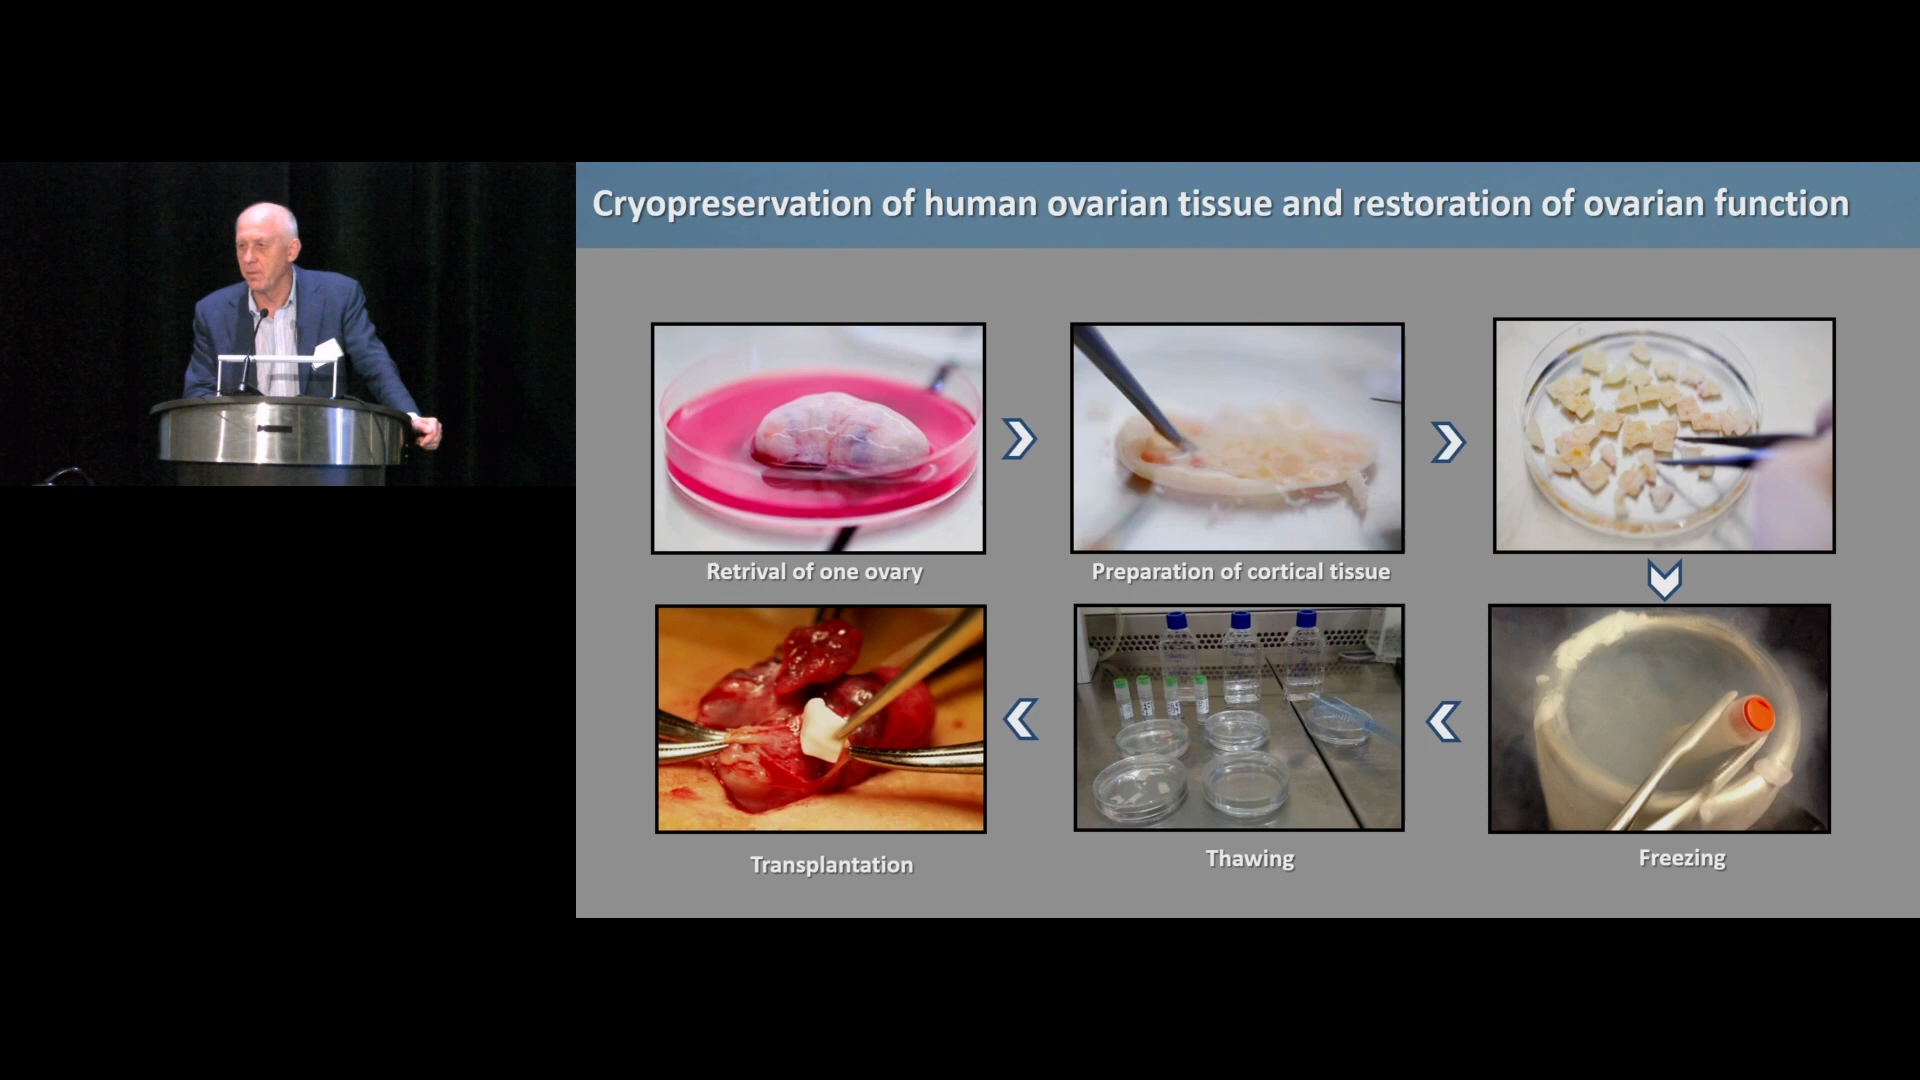 Cryopreservation of human ovarian tissue and restoration of ovarian function
Retrival of one ovary
Preparation of cortical tissue
Transplantation
Thawing
Freezing